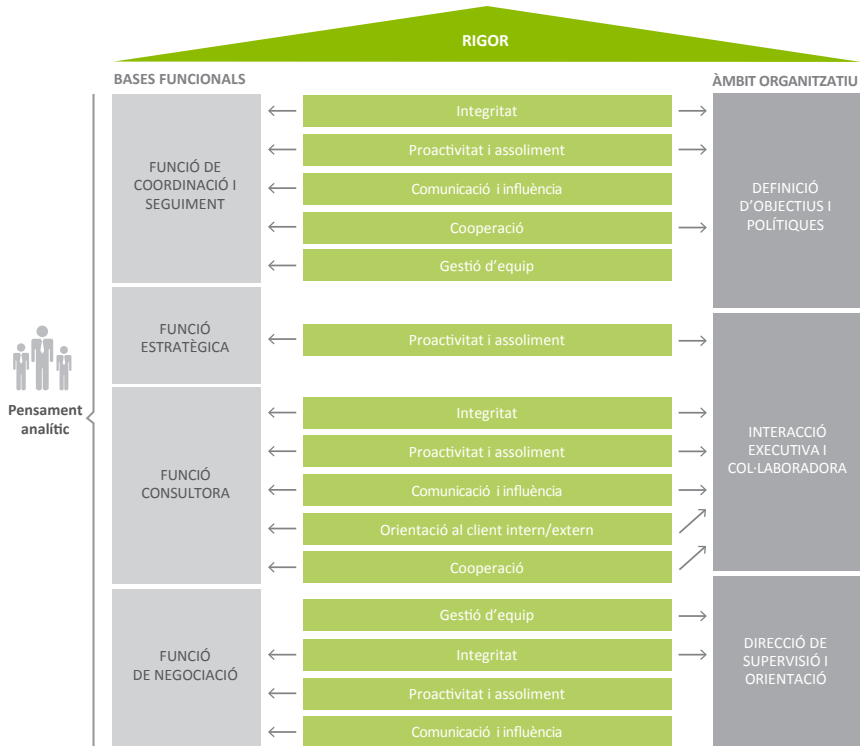 RIGOR
BASES FUNCIONALS
ÀMBIT ORGANITZATIU
Pensament
analític
FUNCIÓ DE
COORDINACIÓ I
SEGUIMENT
Integritat
Proactivitat i assoliment
Comunicació i influència
Cooperació
Gestió d'equip
DEFINICIÓ
D'OBJECTIUS I
POLÍTIQUES
FUNCIÓ
ESTRATÈGICA
Proactivitat i assoliment
FUNCIÓ
CONSULTORA
Integritat
Proactivitat i assoliment
Comunicació i influència
Orientació al client intern/extern
Cooperació
INTERACCIÓ
EXECUTIVA I
COL·LABORADORA
FUNCIÓ
DE NEGOCIACIÓ
Gestió d'equip
Integritat
Proactivitat i assoliment
Comunicació i influència
DIRECCIÓ DE
SUPERVISIÓ I
ORIENTACIÓ